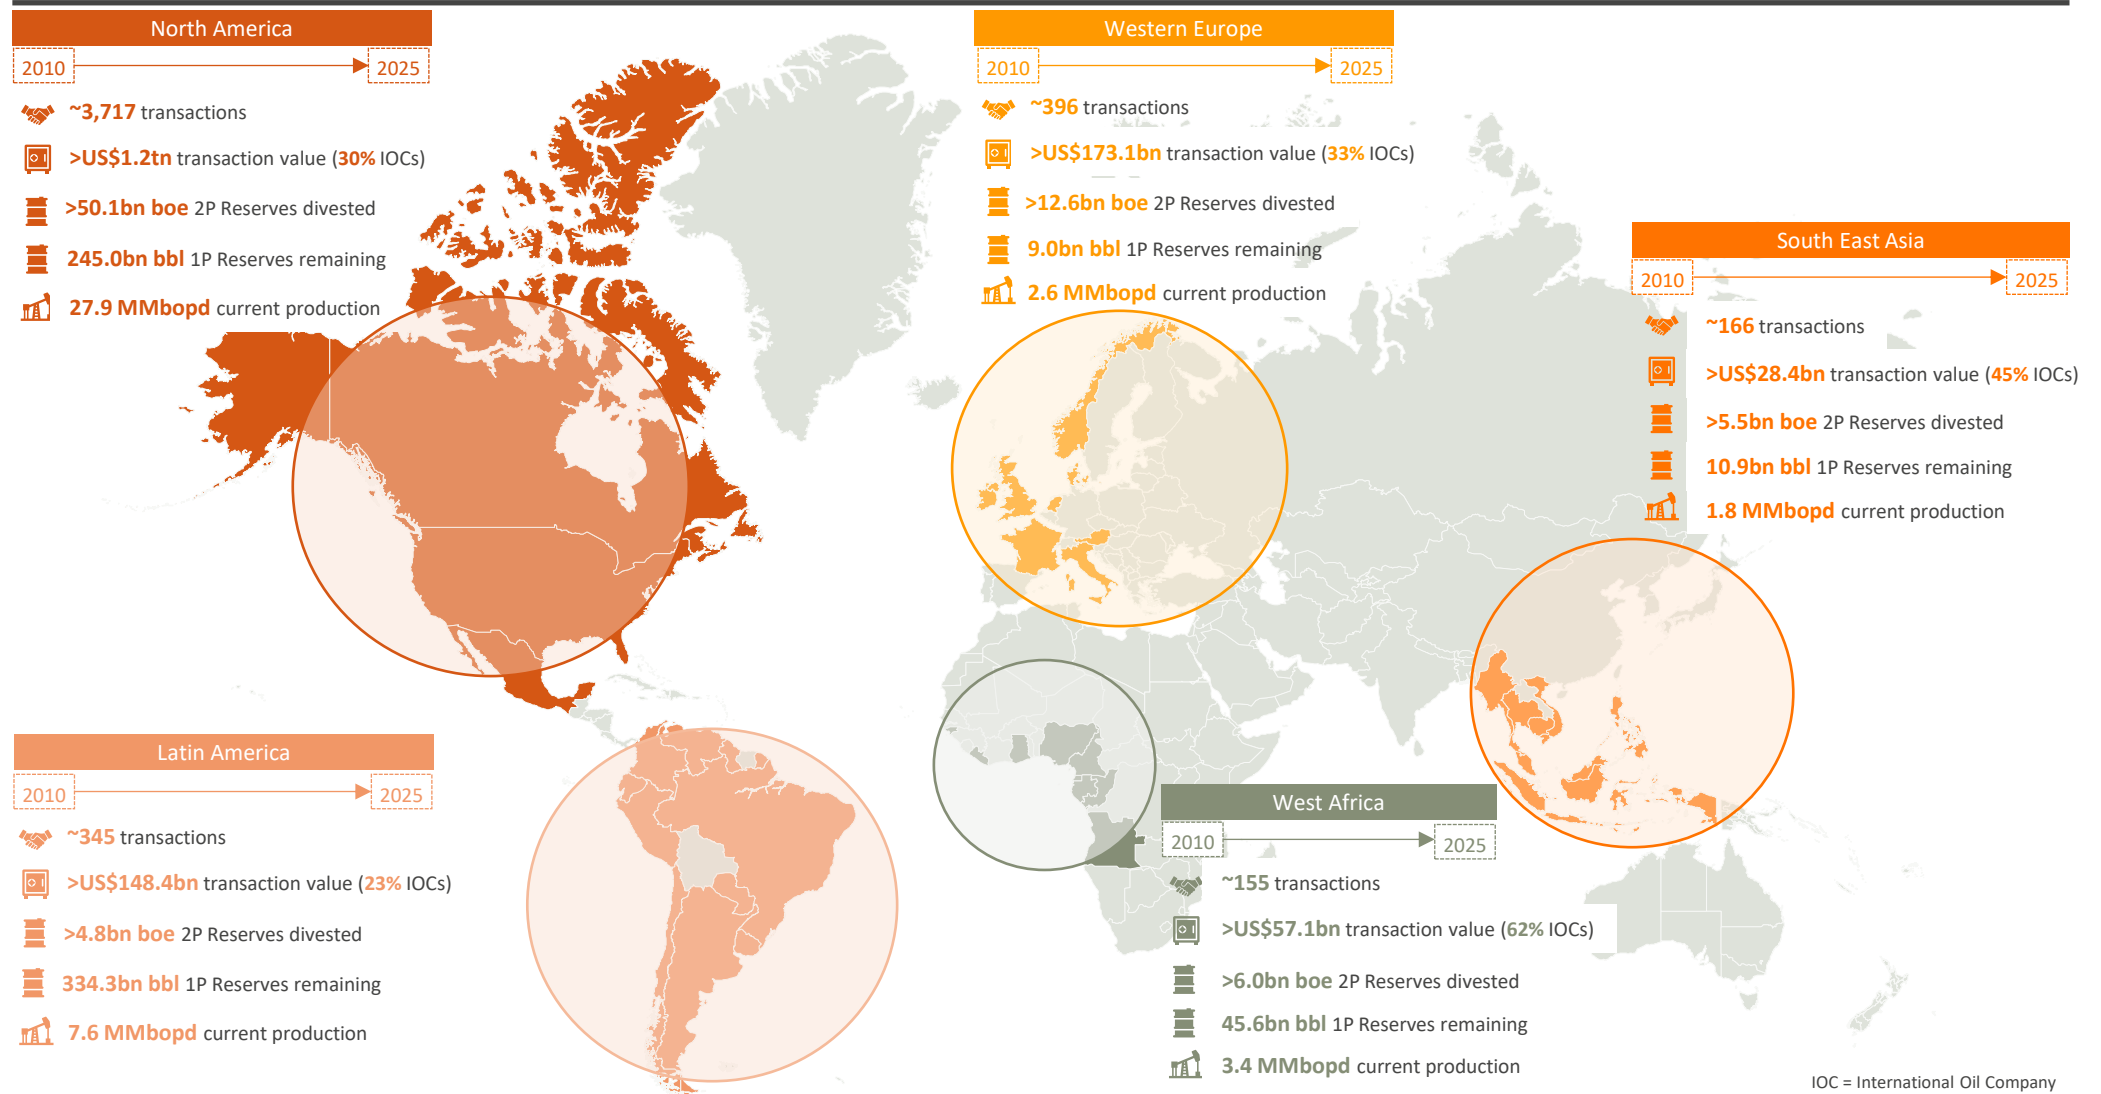 North America
2010
2025
~3,717 transactions
>US$1.2tn transaction value (30% IOCs)
>50.1bn boe 2P Reserves divested
245.0bn bbl 1P Reserves remaining
27.9 MMbopd current production
Western Europe
2010
2025
~396 transactions
>US$173.1bn transaction value (33% IOCs)
>12.6bn boe 2P Reserves divested
9.0bn bbl 1P Reserves remaining
2.6 MMbopd current production
South East Asia
2010
2025
~166 transactions
>US$28.4bn transaction value (45% IOCs)
>5.5bn boe 2P Reserves divested
10.9bn bbl 1P Reserves remaining
1.8 MMbopd current production
Latin America
2010
2025
~345 transactions
>US$148.4bn transaction value (23% IOCs)
>4.8bn boe 2P Reserves divested
334.3bn bbl 1P Reserves remaining
7.6 MMbopd current production
West Africa
2010
2025
~155 transactions
>US$57.1bn transaction value (62% IOCs)
>6.0bn boe 2P Reserves divested
45.6bn bbl 1P Reserves remaining
3.4 MMbopd current production
IOC = International Oil Company